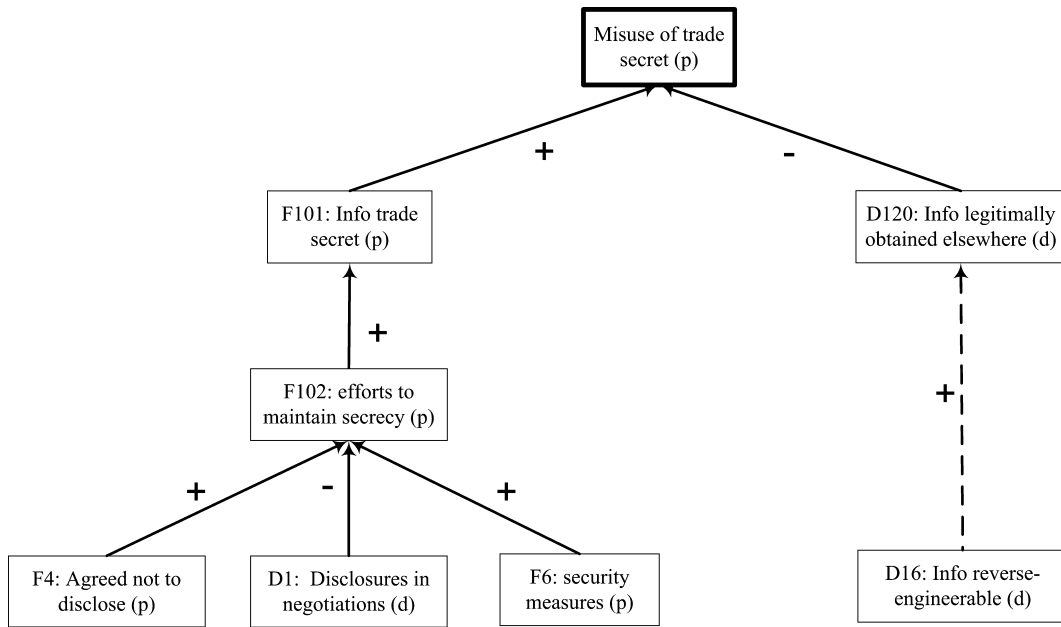 Misuse of trade
secret (p)
+
-
F101: Info trade
secret (p)
D120: Info legitimally
obtained elsewhere (d)
+
F102: efforts to
maintain secrecy (p)
+
+
-
+
F4: Agreed not to
disclose (p)
D1: Disclosures in
negotiations (d)
F6: security
measures (p)
D16: Info reverse-
engineerable (d)